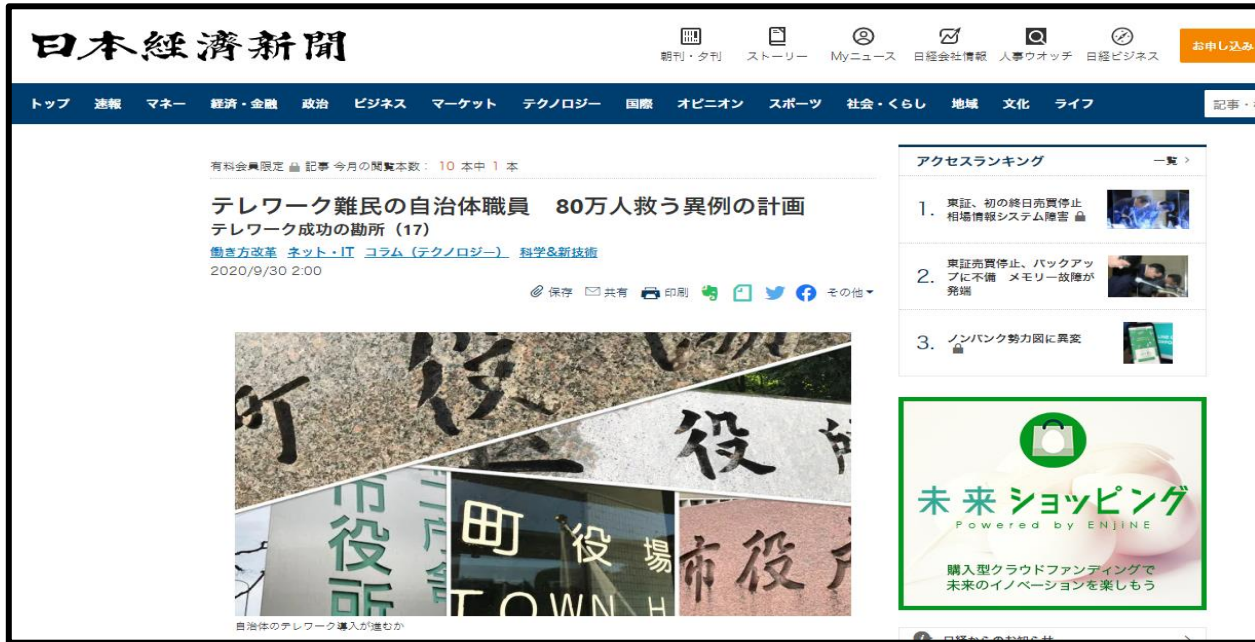 日本経済新聞
朝刊・夕刊 ストーリー Myニュース 日経会社情報 人事ウオッチ 日経ビジネス
お申し込み
トップ 速報 マネー 経済・金融 政治 ビジネス マーケット テクノロジー 国際 オピニオン スポーツ 社会・くらし 地域 文化 ライフ
記事・
有料会員限定 記事 今月の閲覧本数: 10 本中 1 本
テレワーク難民の自治体職員 80万人救う異例の計画
テレワーク成功の勘所(17)
働き方改革 ネット・IT コラム(テクノロジー) 科学&新技術
2020/9/30 2:00
保存 共有 印刷 その他
町役
役
市役所
町役場
TOWN H
市役
自治体のテレワーク導入が進むか
アクセスランキング 一覧
1. 東証、初の終日売買停止
相場情報システム障害
2. 東証売買停止、バックアッ
プに不備 メモリー故障が
発端
3. ノンバンク勢力図に異変
未来ショッピング
Powered by ENjiNE
購入型クラウドファンディングで
未来のイノベーションを楽しもう
日経からのお知らせ